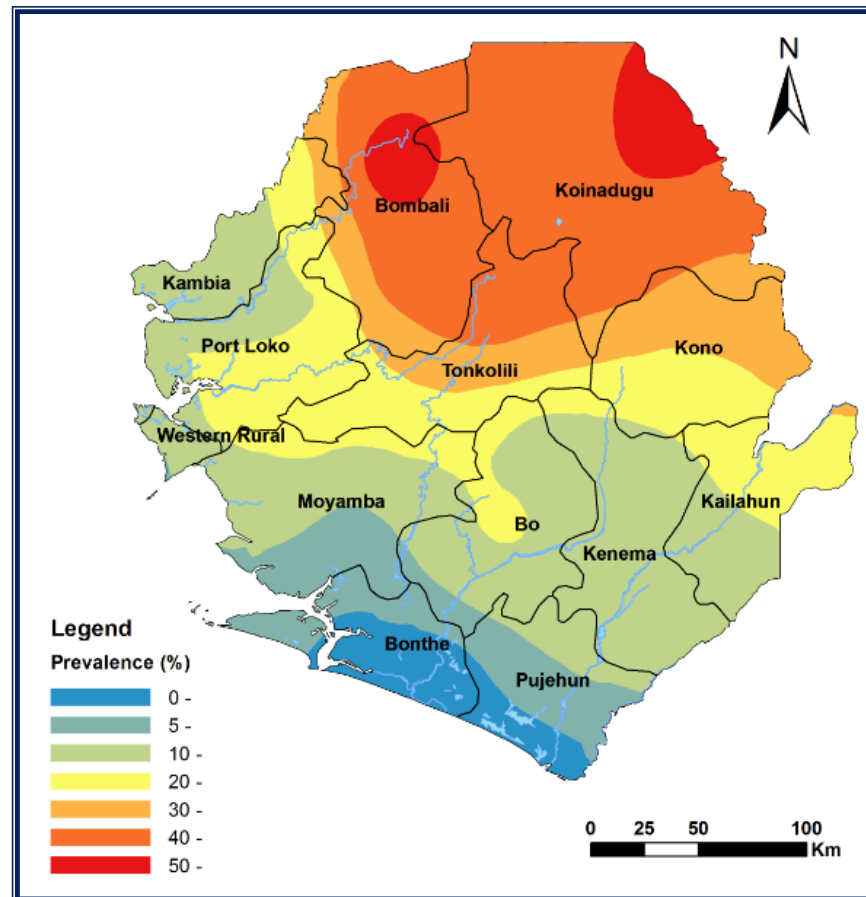 N
Koinadugu
Bombali
Kambia
Port Loko
Kono
Tonkolili
Western Rural
Moyamba
Kailahun
Bo
Kenema
Bonthe
Pujehun
Legend
Prevalence (%)
0 -
5 -
10 -
20 -
30 -
40 -
50 -
0 25 50 100
Km